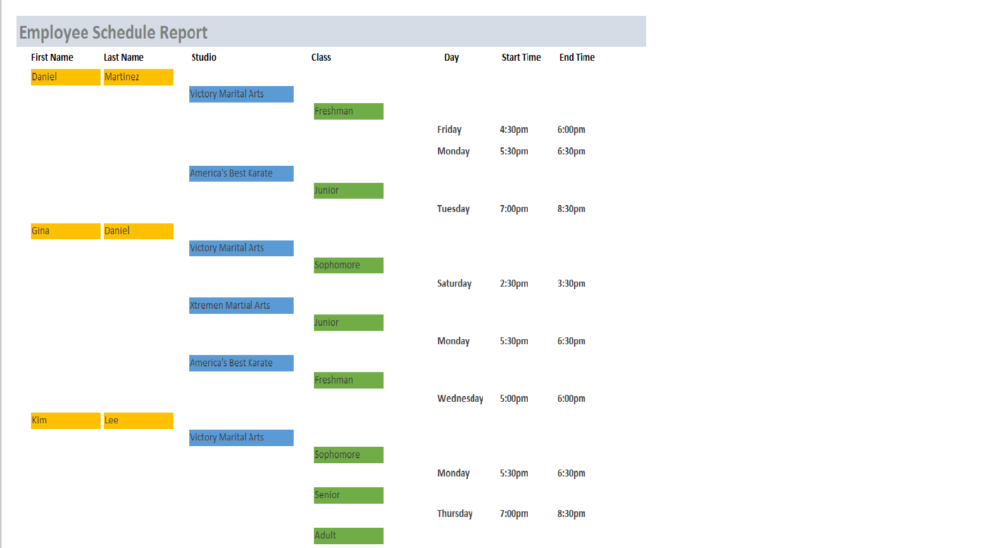 Employee Schedule Report
First Name Last Name Studio Class Day Start Time End Time
Daniel Martinez
Victory Marital Arts
Freshman
Friday 4:30pm 6:00pm
Monday 5:30pm 6:30pm
America's Best Karate
Junior
Tuesday 7:00pm 8:30pm
Gina Daniel
Victory Marital Arts
Sophomore
Saturday 2:30pm 3:30pm
Xtremen Martial Arts
Junior
Monday 5:30pm 6:30pm
America's Best Karate
Freshman
Wednesday 5:00pm 6:00pm
Kim Lee
Victory Marital Arts
Sophomore
Monday 5:30pm 6:30pm
Senior
Thursday 7:00pm 8:30pm
Adult